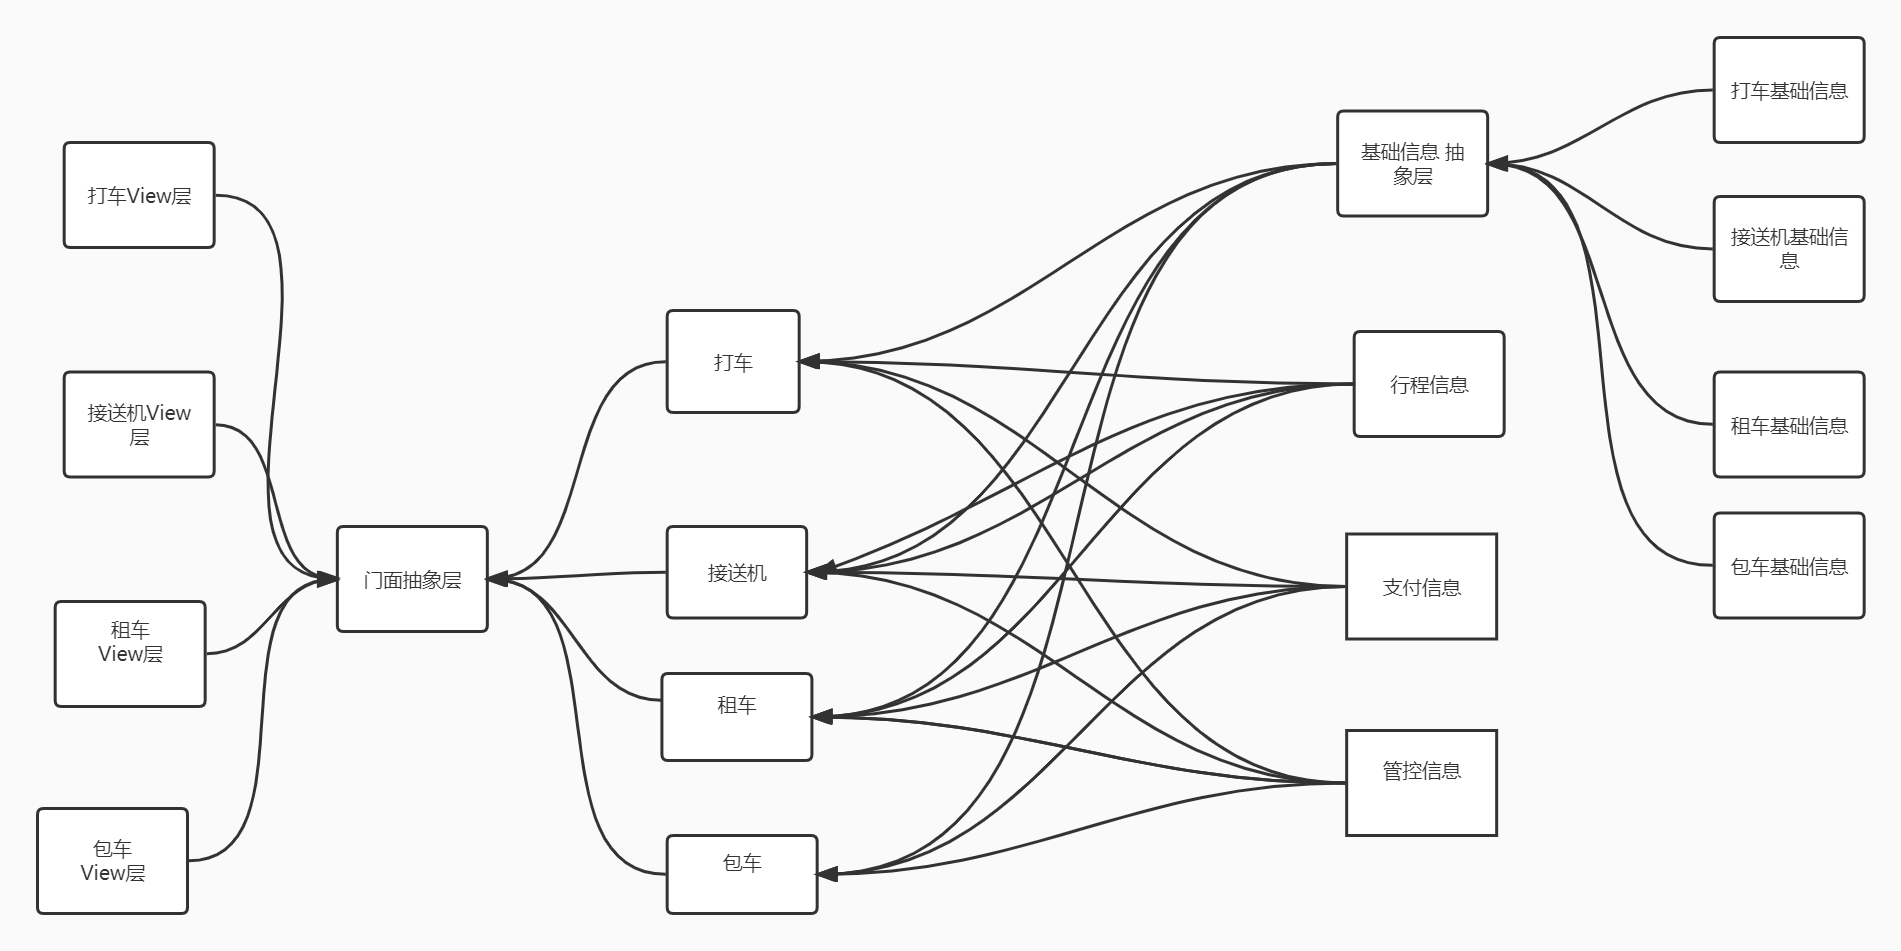 打车View层
接送机View
层
租车
View层
包车
View层
门面抽象层
打车
接送机
租车
包车
基础信息 抽
象层
行程信息
支付信息
管控信息
打车基础信息
接送机基础信
息
租车基础信息
包车基础信息